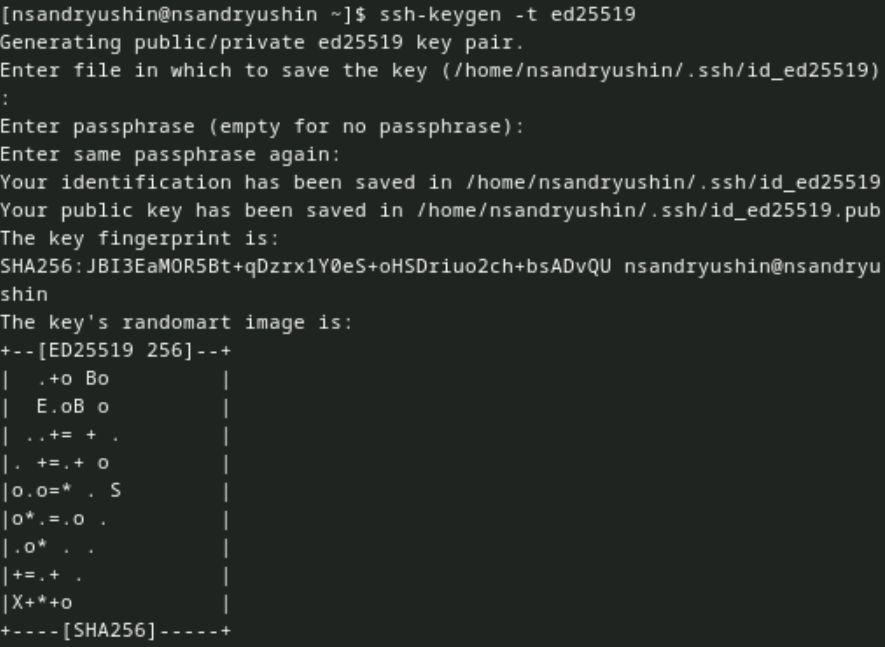 [nsandryushin@nsandryushin ~]$ ssh-keygen -t ed25519
Generating public/private ed25519 key pair.
Enter file in which to save the key (/home/nsandryushin/.ssh/id_ed25519)
:
Enter passphrase (empty for no passphrase):
Enter same passphrase again:
Your identification has been saved in /home/nsandryushin/.ssh/id_ed25519
Your public key has been saved in /home/nsandryushin/.ssh/id_ed25519.pub
The key fingerprint is:
SHA256:JBI3EaMOR5Bt+qDzrx1Y0eS+oHSDriuo2ch+bsADvQU nsandryushin@nsandryu
shin
The key's randomart image is:
+--[ED25519 256]--+
|  .+o Bo         |
|  E.oB o         |
| ..+= + .        |
|. +=.+ o         |
|o.o=* . S        |
|o*.=.o .         |
|.o* . .          |
|+=.+ .           |
|X+*+o            |
+----[SHA256]-----+